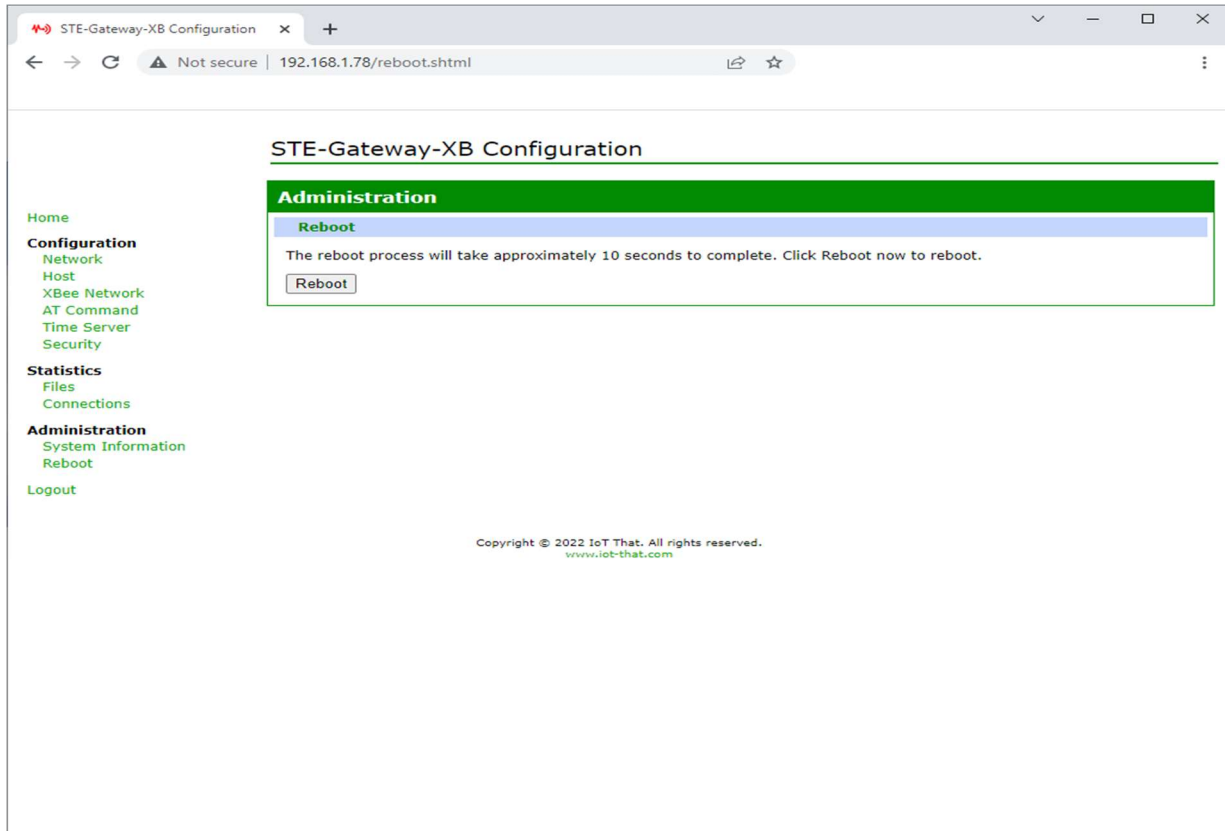 STE-Gateway-XB Configuration
Not secure | 192.168.1.78/reboot.shtml
STE-Gateway-XB Configuration
Administration
Reboot
The reboot process will take approximately 10 seconds to complete. Click Reboot now to reboot.
Reboot
Home
Configuration
Network
Host
XBee Network
AT Command
Time Server
Security
Statistics
Files
Connections
Administration
System Information
Reboot
Logout
Copyright © 2022 IoT That. All rights reserved.
www.iot-that.com